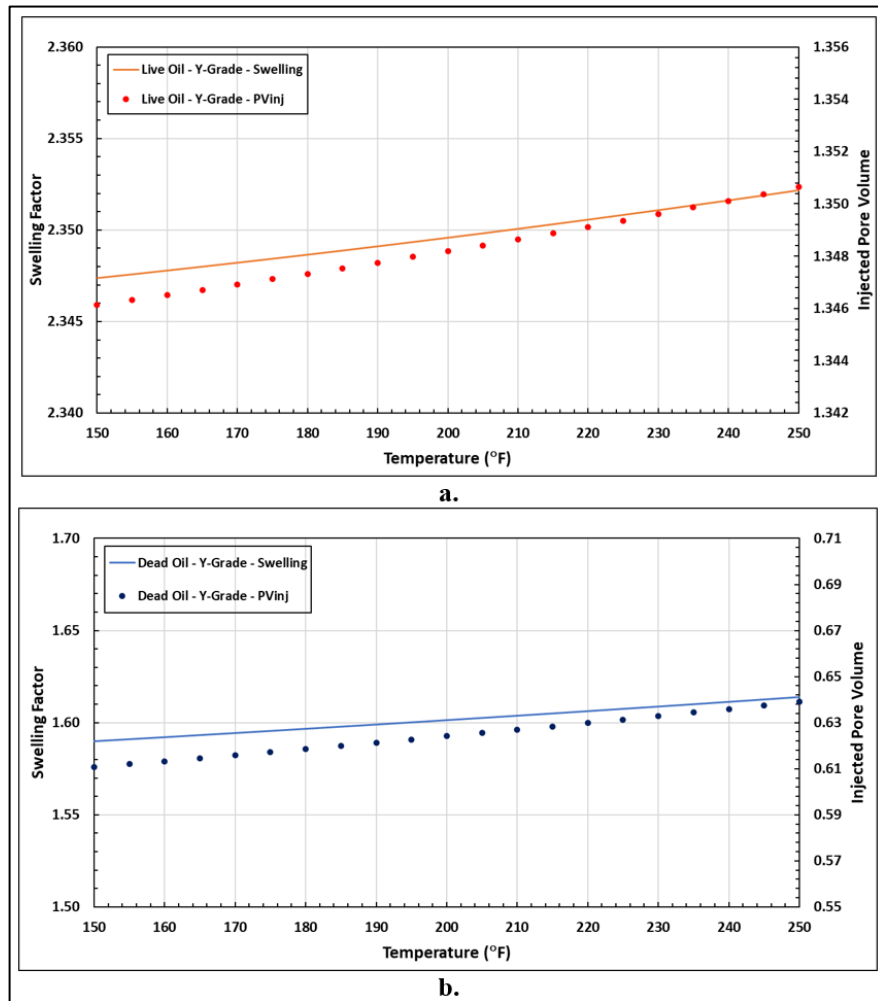 2.360
2.355
2.350
2.345
2.340
Swelling Factor
Live Oil - Y-Grade - Swelling
Live Oil - Y-Grade - PVinj
1.356
1.354
1.352
1.350
1.348
1.346
1.344
1.342
Injected Pore Volume
150 160 170 180 190 200 210 220 230 240 250
Temperature (°F)
a.
1.70
1.65
1.60
1.55
1.50
Swelling Factor
Dead Oil - Y-Grade - Swelling
Dead Oil - Y-Grade - PVinj
0.71
0.69
0.67
0.65
0.63
0.61
0.59
0.57
0.55
Injected Pore Volume
150 160 170 180 190 200 210 220 230 240 250
Temperature (°F)
b.